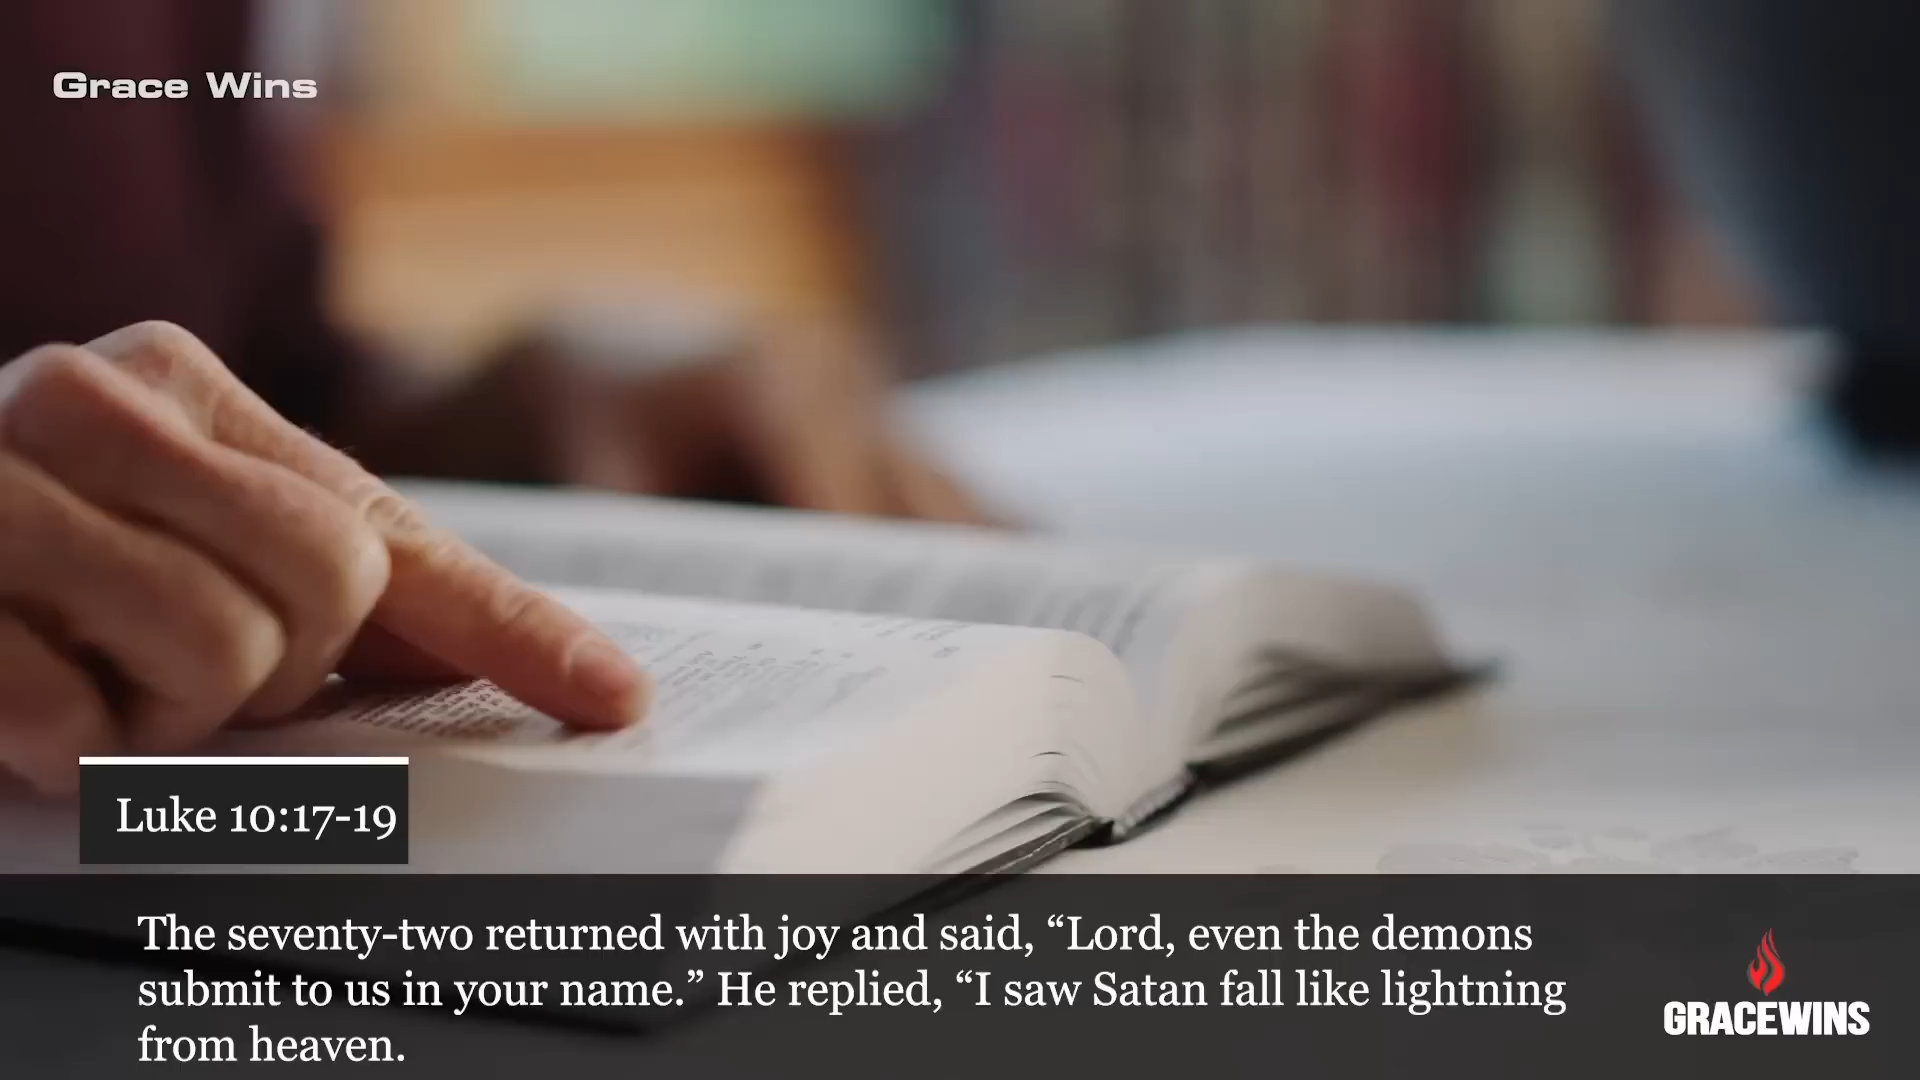 Grace Wins
Luke 10:17-19
The seventy-two returned with joy and said, “Lord, even the demons
submit to us in your name.” He replied, “I saw Satan fall like lightning
from heaven.
GRACEWINS